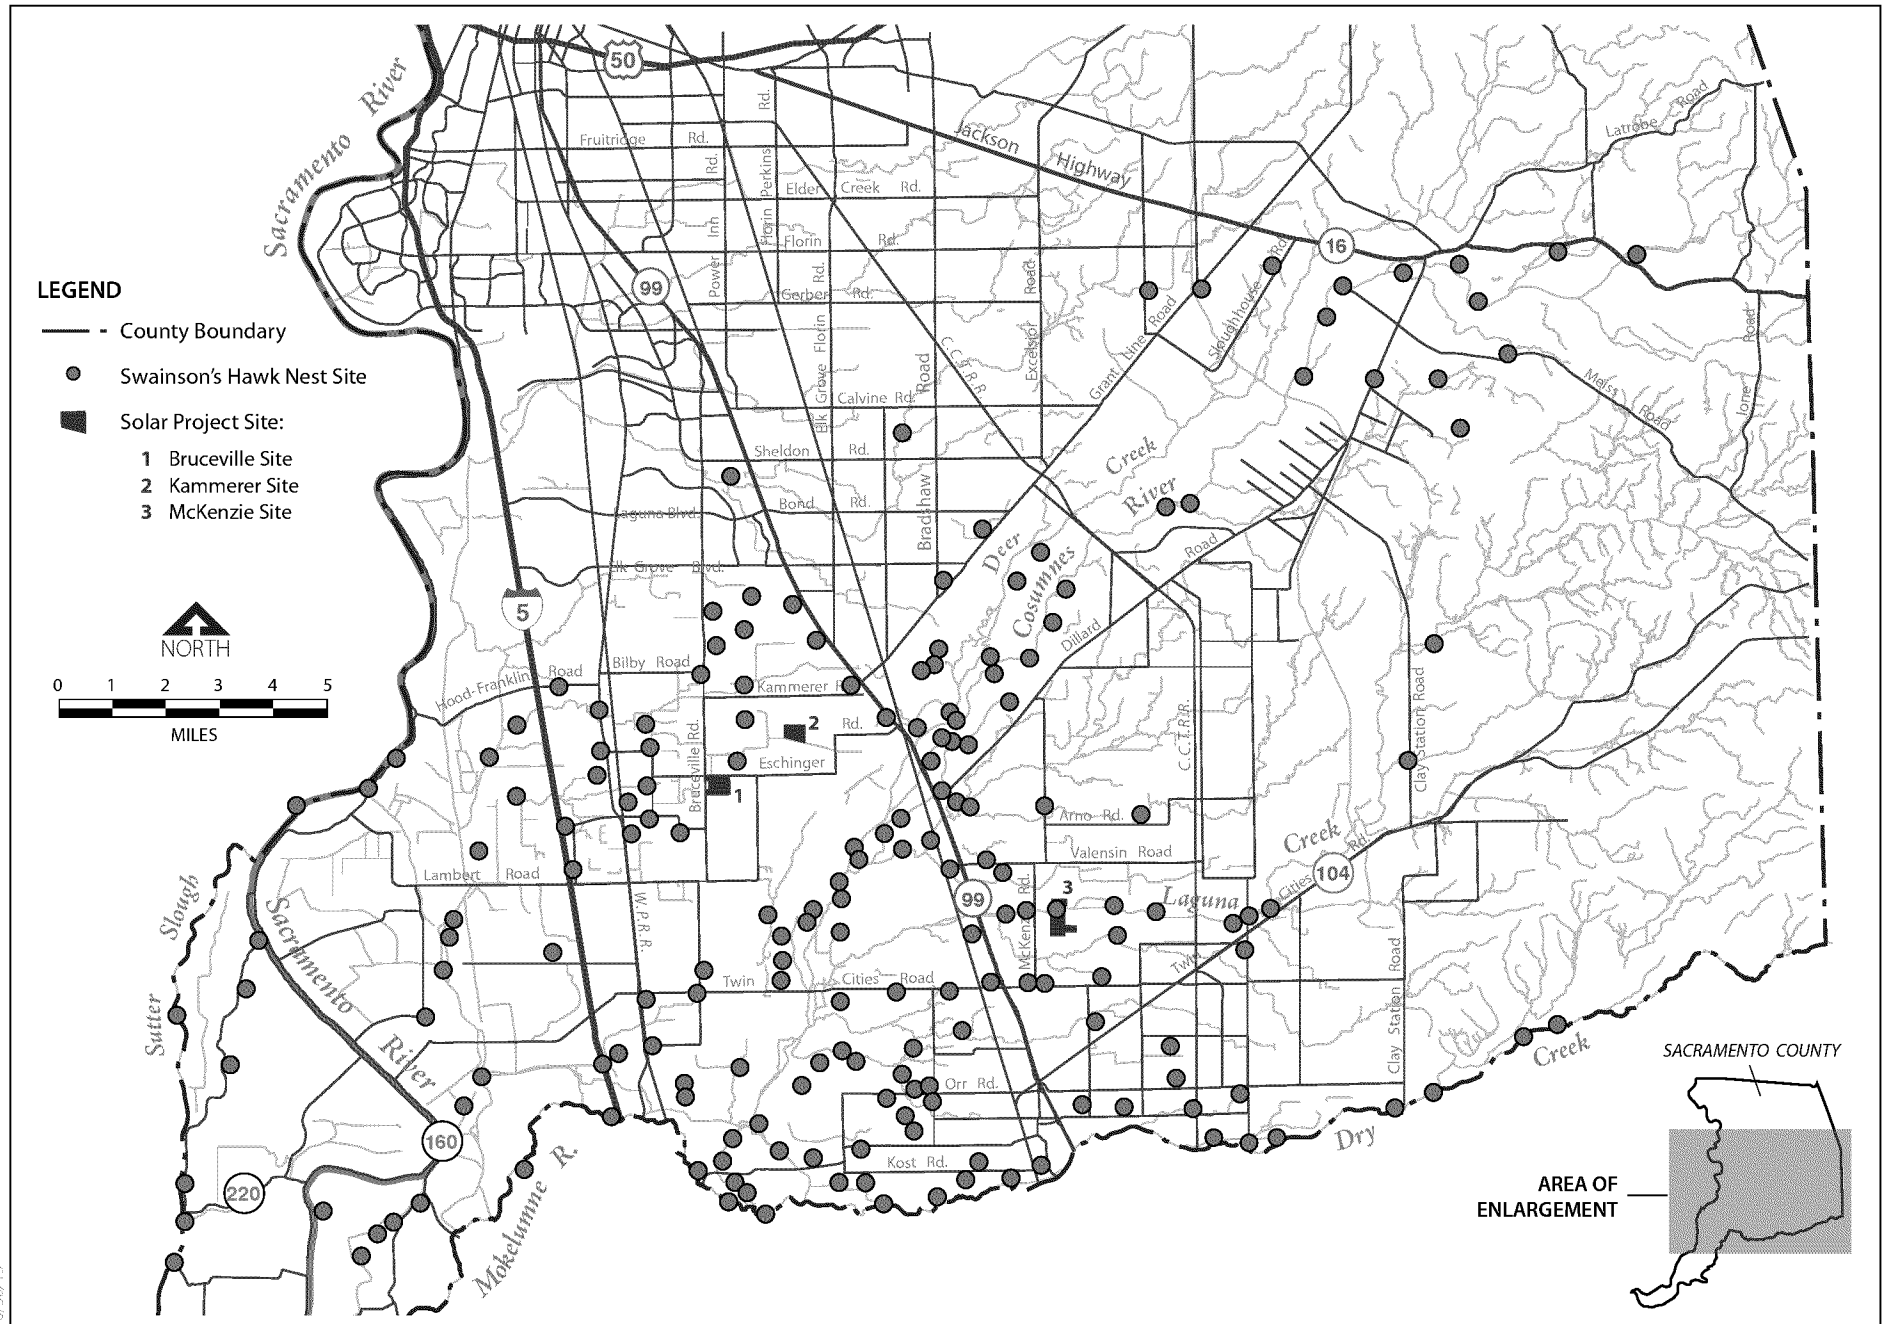 50
Sacramento River
Fruitridge Rd.
Rd.
Rd.
Florin Perkins
Elder Creek Rd.
Jackson Highway
Latrobe Road
Power Inn
Florin Rd.
16
99
Rd.
Gerber Rd.
Road
Excelsior
Sloughhouse Rd.
Grant Line Road
LEGEND
County Boundary
Swainson's Hawk Nest Site
Solar Project Site:
1 Bruceville Site
2 Kammerer Site
3 McKenzie Site
Elk Grove Florin
C.C.T.R.R.
Calvine Rd.
Bradshaw Road
Meiss Road
Ione Road
Sheldon Rd.
Bond Rd.
Laguna Blvd.
Deer Creek
Cosumnes River
Elk Grove Blvd.
Dillard Road
5
NORTH
0 1 2 3 4 5
MILES
Hood-Franklin Road
Bilby Road
Kammerer R
2 Rd.
Eschinger
Bruceville Rd.
1
C.C.T.R.R.
Clay Station Road
Arno Rd.
Valensin Road
Creek
Rd.
104
Cities
Laguna
Twin
3
McKenzie Rd.
99
Lambert Road
W.P.R.R.
Sutter Slough
Sacramento River
Twin Cities Road
Clay Station Road
Orr Rd.
Kost Rd.
160
220
Mokelumne R.
Dry Creek
SACRAMENTO COUNTY
AREA OF
ENLARGEMENT